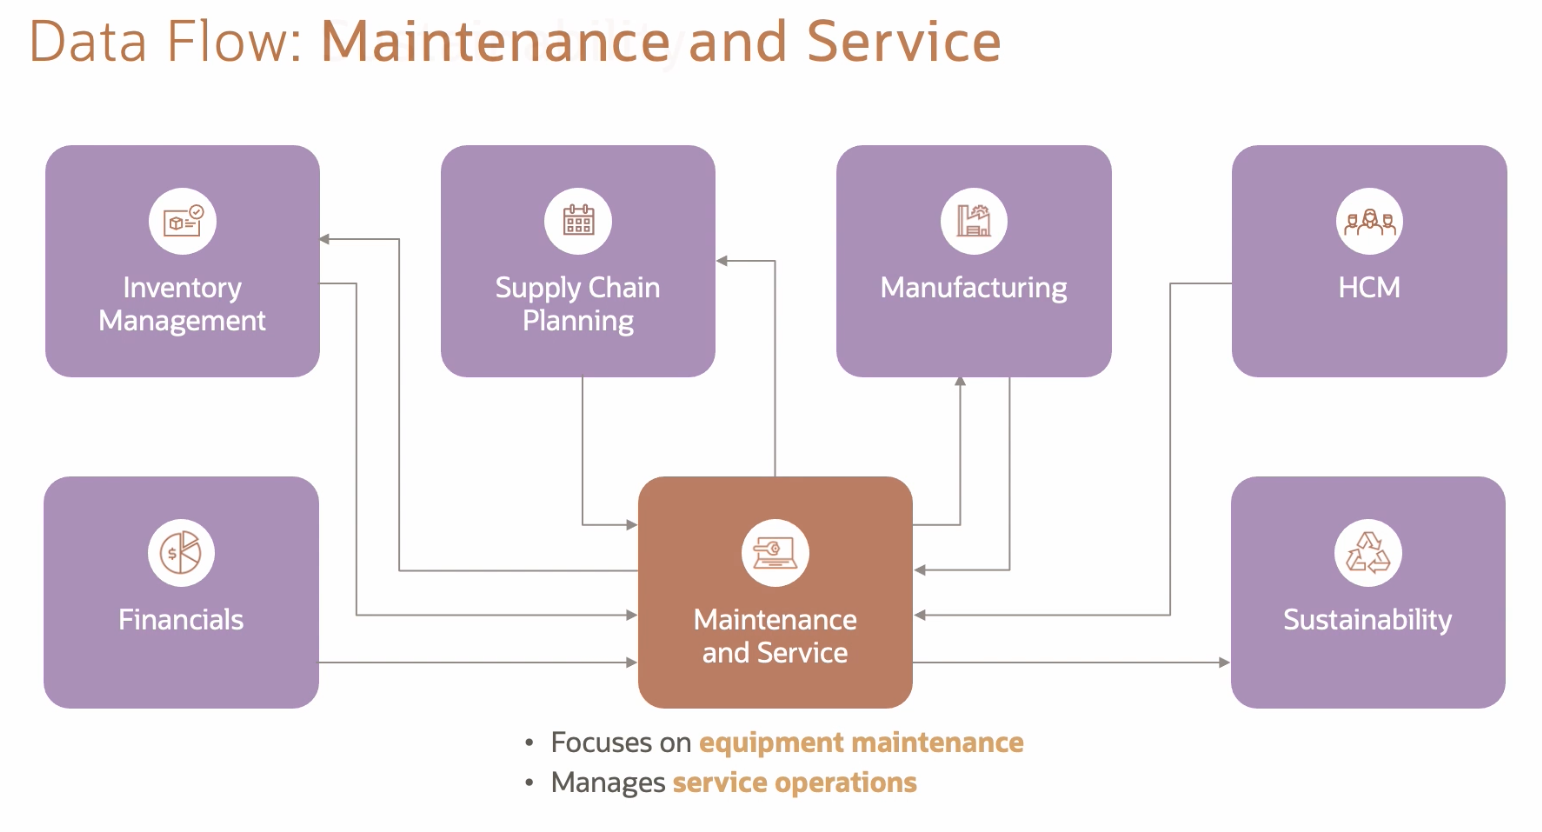 Data Flow: Maintenance and Service
Inventory
Management
Supply Chain
Planning
Manufacturing
HCM
Financials
$
Maintenance
and Service
Sustainability
• Focuses on equipment maintenance
• Manages service operations